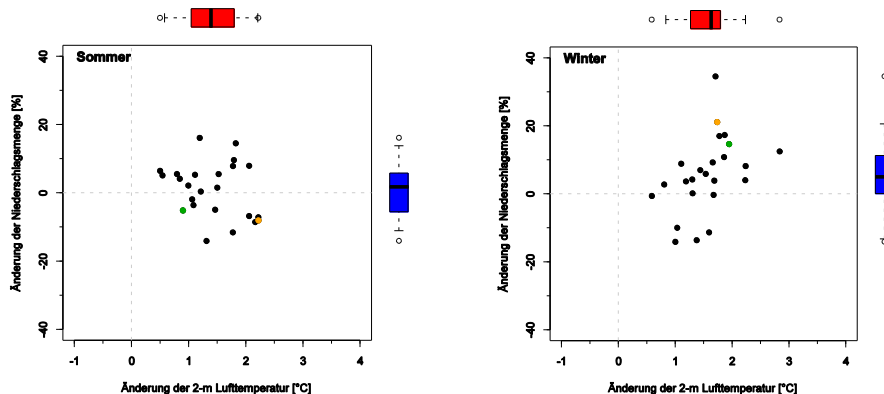 Sommer
Änderung der Niederschlagsmenge [%]
40
20
0
-20
-40
-1 0 1 2 3 4
Änderung der 2-m Lufttemperatur [°C]
Winter
Änderung der Niederschlagsmenge [%]
40
20
0
-20
-40
-1 0 1 2 3 4
Änderung der 2-m Lufttemperatur [°C]